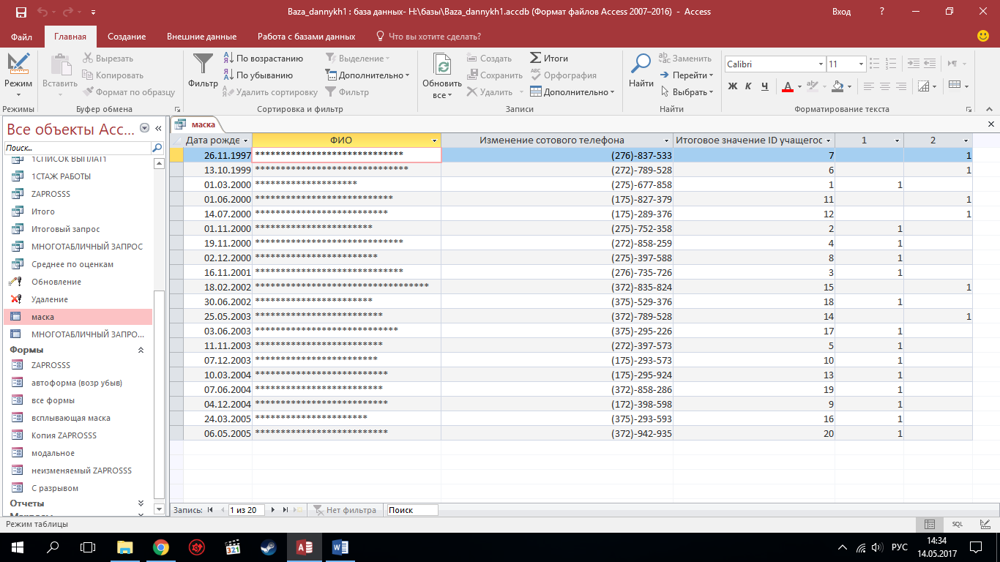 Baza_dannykh1 : база данных- H:\базы\Baza_dannykh1.accdb (Формат файлов Access 2007–2016) - Access
Вход ?
Файл Главная Создание Внешние данные Работа с базами данных Что вы хотите сделать?
Режим
Режимы
Вставить
Вырезать
Копировать
Формат по образцу
Буфер обмена
Фильтр
По возрастанию
По убыванию
Удалить сортировку
Выделение
Дополнительно
Фильтр
Сортировка и фильтр
Обновить
все
Создать
Сохранить
Удалить
Итоги
Орфография
Дополнительно
Записи
Найти
Заменить
Перейти
Выбрать
Найти
Calibri 11
Ж К Ч
Форматирование текста
Все объекты Acc...
Поиск...
1СПИСОК ВЫПЛАТ1
1СТАЖ РАБОТЫ
ZAPROSSS
Итого
Итоговый запрос
МНОГОТАБЛИЧНЫЙ ЗАПРОС
Среднее по оценкам
Обновление
Удаление
маска
МНОГОТАБЛИЧНЫЙ ЗАПРО...
Формы
ZAPROSSS
автоформа (возр убыв)
все формы
всплывающая маска
Копия ZAPROSSS
модальное
неизменяемый ZAPROSSS
С разрывом
Отчеты
маска
Дата рожде ФИО Изменение сотового телефона Итоговое значение ID учащегос 1 2
26.11.1997 ***************************** (276)-837-533 7 1
13.10.1999 ****************************** (272)-789-528 6 1
01.03.2000 ******************** (275)-677-858 1 1
01.06.2000 *************************** (175)-827-379 11 1
14.07.2000 ************************** (175)-289-376 12 1
01.11.2000 *********************** (275)-752-358 2 1
19.11.2000 ***************************** (272)-858-259 4 1
02.12.2000 ************************ (275)-397-588 8 1
16.11.2001 ***************************** (276)-735-726 3 1
18.02.2002 ********************************** (372)-835-824 15 1
30.06.2002 *********************** (375)-529-376 18 1
25.05.2003 ************************* (372)-789-528 14 1
03.06.2003 **************************** (375)-295-226 17 1
11.11.2003 ************************* (272)-397-573 5 1
07.12.2003 ************************ (175)-293-573 10 1
10.03.2004 ************************** (175)-295-924 13 1
07.06.2004 ************************* (372)-858-286 19 1
04.12.2004 ************************** (172)-398-598 9 1
24.03.2005 ********************** (375)-293-593 16 1
06.05.2005 ************************** (372)-942-935 20 1
Запись: 1 из 20 Нет фильтра Поиск
Режим таблицы SQL
РУС
14:34
14.05.2017